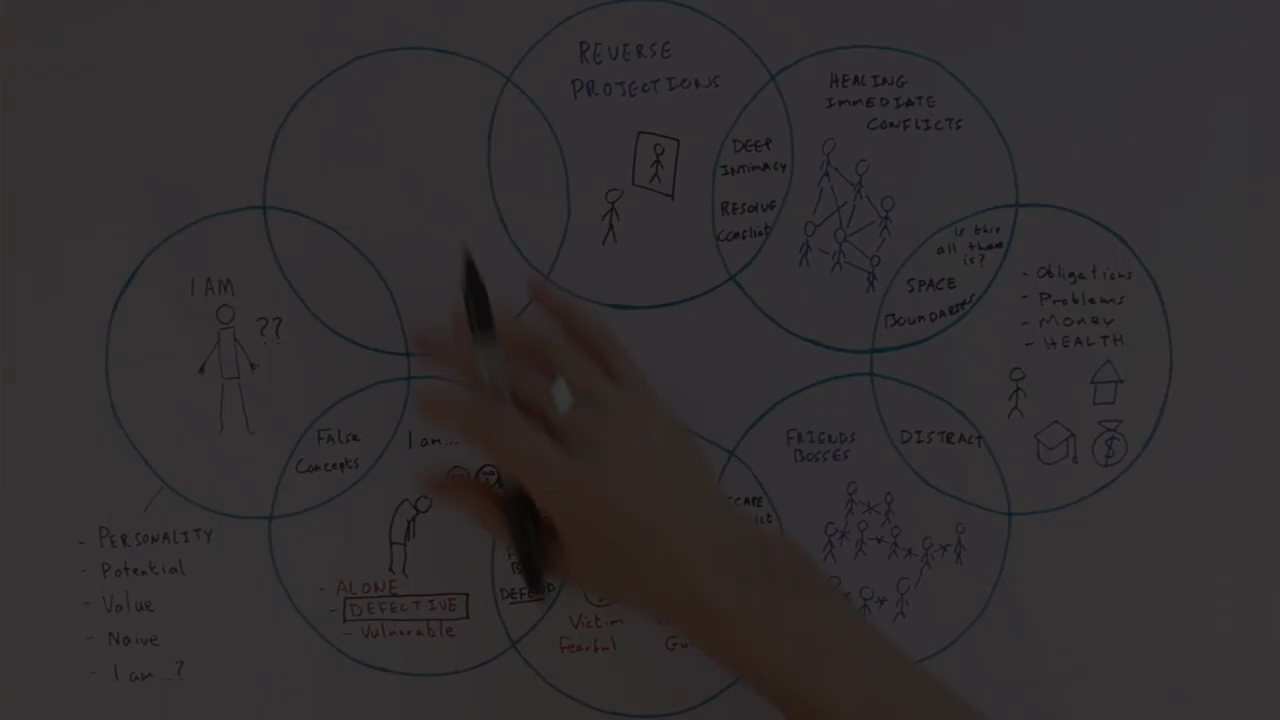 REVERSE
PROJECTIONS
HEALING
IMMEDIATE
CONFLICTS
DEEP
INTIMACY
RESOLVE
Conflict
Is this
all there
is?
SPACE
BOUNDARIES
- Obligations
- Problems
- Money
- HEALTH
$
I AM
??
False
Concepts
I am...
- ALONE
- DEFECTIVE
- Vulnerable
DEFEND
Victim
Fearful
FRIENDS
BOSSES
DISTRACT
- PERSONALITY
- Potential
- Value
- Naive
- I am..?